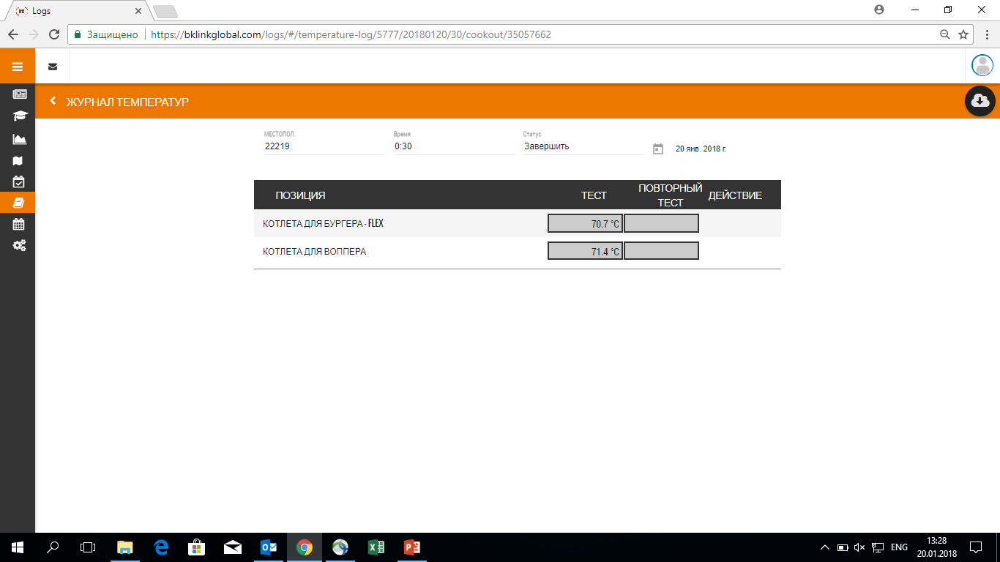 Logs
Защищено https://bklinkglobal.com/logs/#/temperature-log/5777/20180120/30/cookout/35057662
ЖУРНАЛ ТЕМПЕРАТУР
МЕСТОПОЛ. Время Статус
22219 0:30 Завершить 20 янв. 2018 г.
ПОЗИЦИЯ ТЕСТ ПОВТОРНЫЙ ТЕСТ ДЕЙСТВИЕ
КОТЛЕТА ДЛЯ БУРГЕРА - FLEX 70.7 °C
КОТЛЕТА ДЛЯ ВОППЕРА 71.4 °C
ENG 13:28
20.01.2018